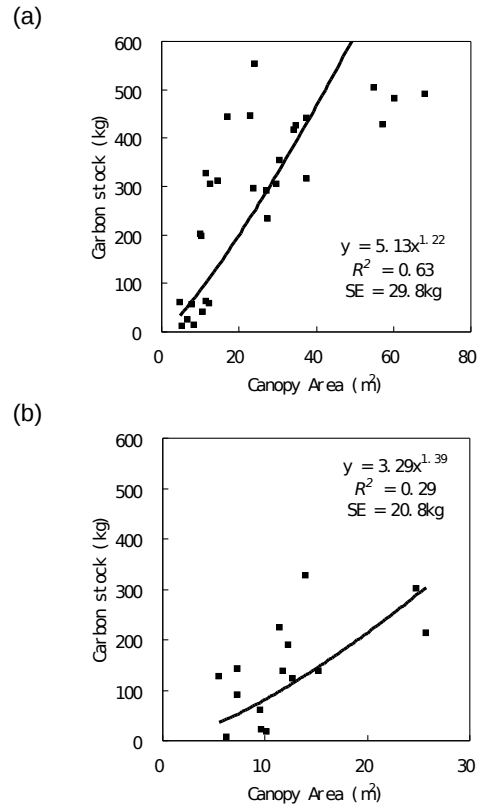 (a)
600
500
400
300
200
100
0
Carbon stock (kg)
y = 5.13x^1.22
R² = 0.63
SE = 29.8kg
0 20 40 60 80
Canopy Area (m²)
(b)
600
500
400
300
200
100
0
Carbon stock (kg)
y = 3.29x^1.39
R² = 0.29
SE = 20.8kg
0 10 20 30
Canopy Area (m²)